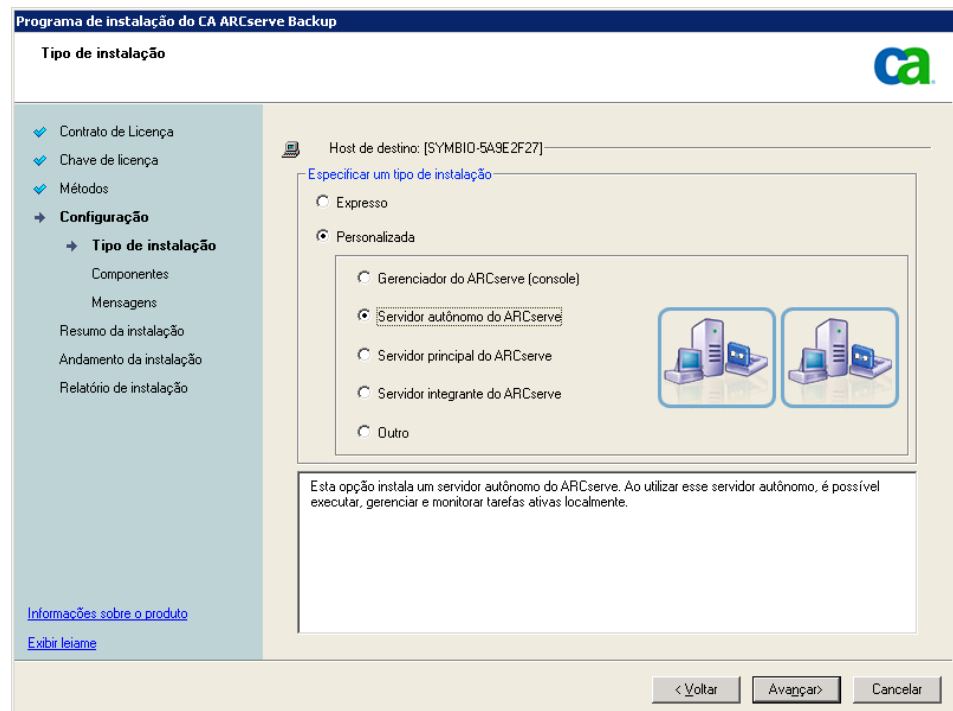 Programa de instalação do CA ARCserve Backup
Tipo de instalação
ca
Contrato de Licença
Chave de licença
Métodos
Configuração
Tipo de instalação
Componentes
Mensagens
Resumo da instalação
Andamento da instalação
Relatório de instalação
Informações sobre o produto
Exibir leiame
Host de destino: [SYMBIO-5A9E2F27]
Especificar um tipo de instalação
Expresso
Personalizada
Gerenciador do ARCserve (console)
Servidor autônomo do ARCserve
Servidor principal do ARCserve
Servidor integrante do ARCserve
Outro
Esta opção instala um servidor autônomo do ARCserve. Ao utilizar esse servidor autônomo, é possível
executar, gerenciar e monitorar tarefas ativas localmente.
< Voltar
Avançar>
Cancelar